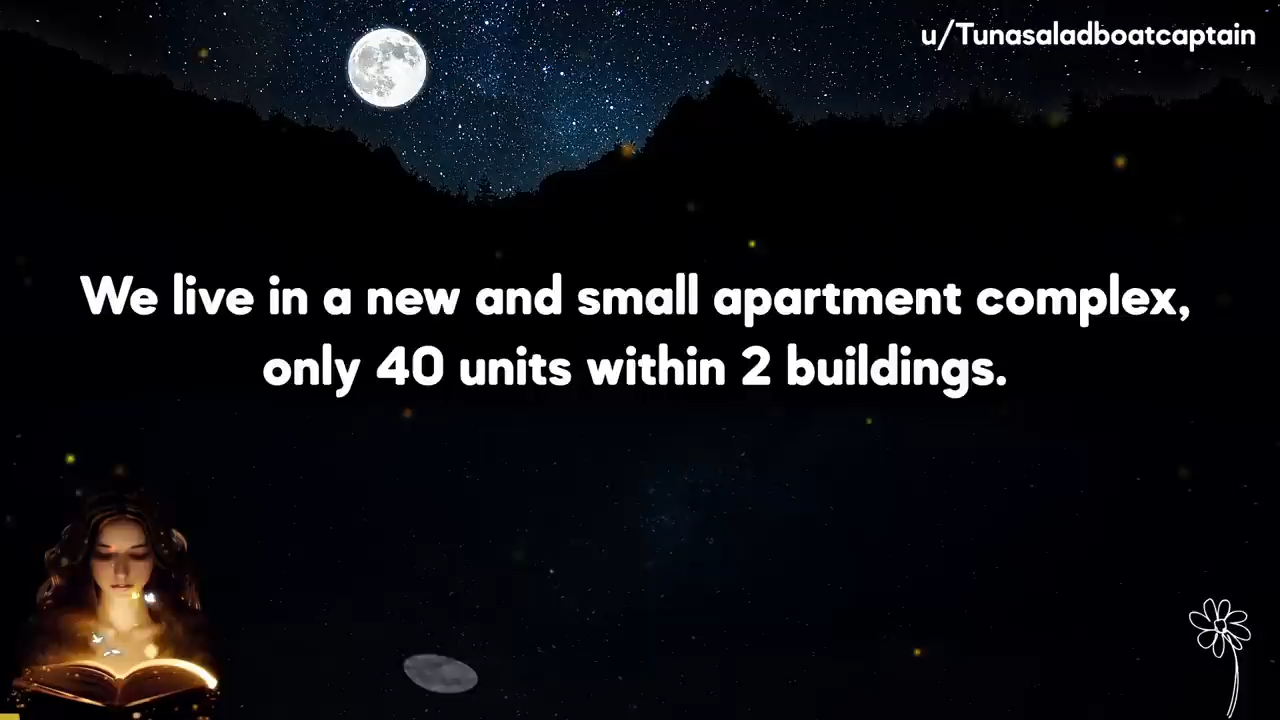 u/Tunasaladboatcaptain
We live in a new and small apartment complex,
only 40 units within 2 buildings.